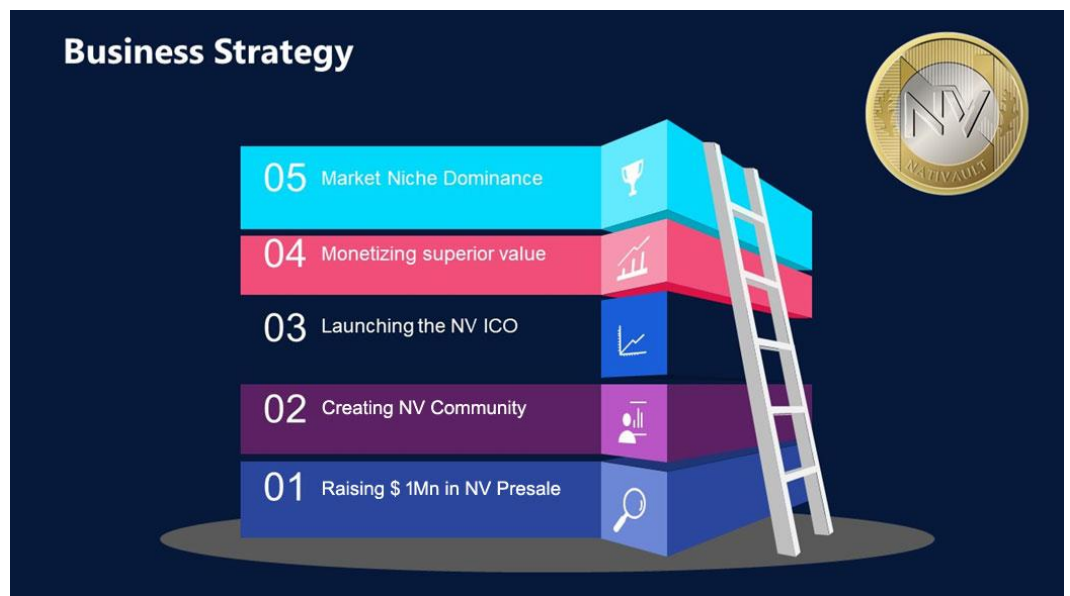 Business Strategy
NV
NATIVAULT
05 Market Niche Dominance
04 Monetizing superior value
03 Launching the NV ICO
02 Creating NV Community
01 Raising $ 1Mn in NV Presale